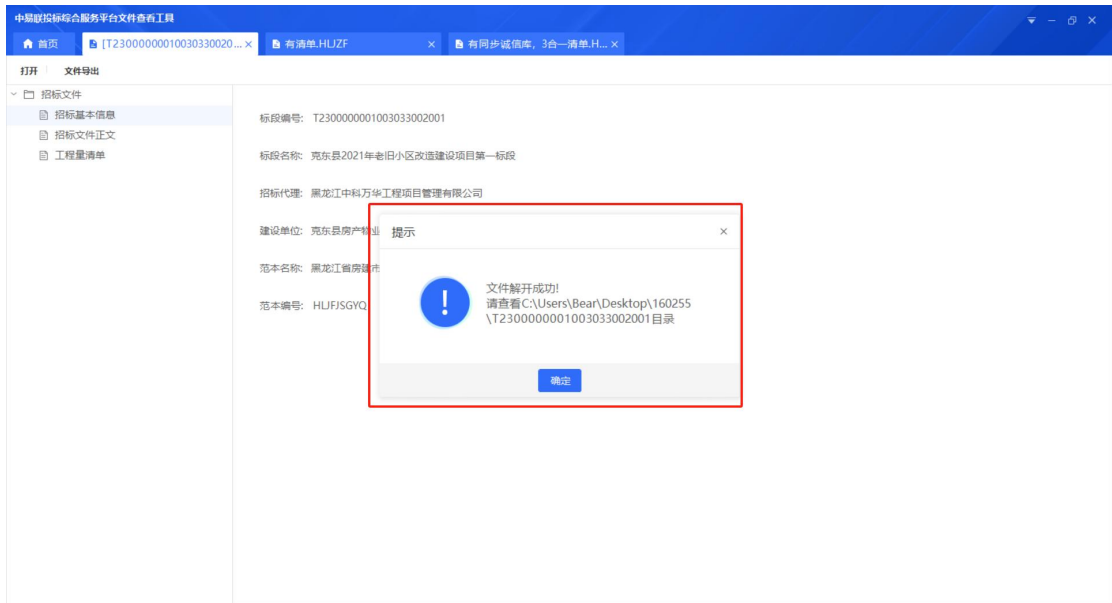 中易联投标综合服务平台文件查看工具
首页
[T23000000010030330020...
有清单.HLJZF
有同步诚信库，3合一清单.H...
打开
文件导出
招标文件
招标基本信息
招标文件正文
工程量清单
标段编号: T2300000001003033002001
标段名称: 克东县2021年老旧小区改造建设项目第一标段
招标代理: 黑龙江中科万华工程项目管理有限公司
建设单位: 克东县房产物业
范本名称: 黑龙江省房建市
范本编号: HLJFJSGYQ
提示
文件解开成功!
请查看C:\Users\Bear\Desktop\160255
\T2300000001003033002001目录
确定